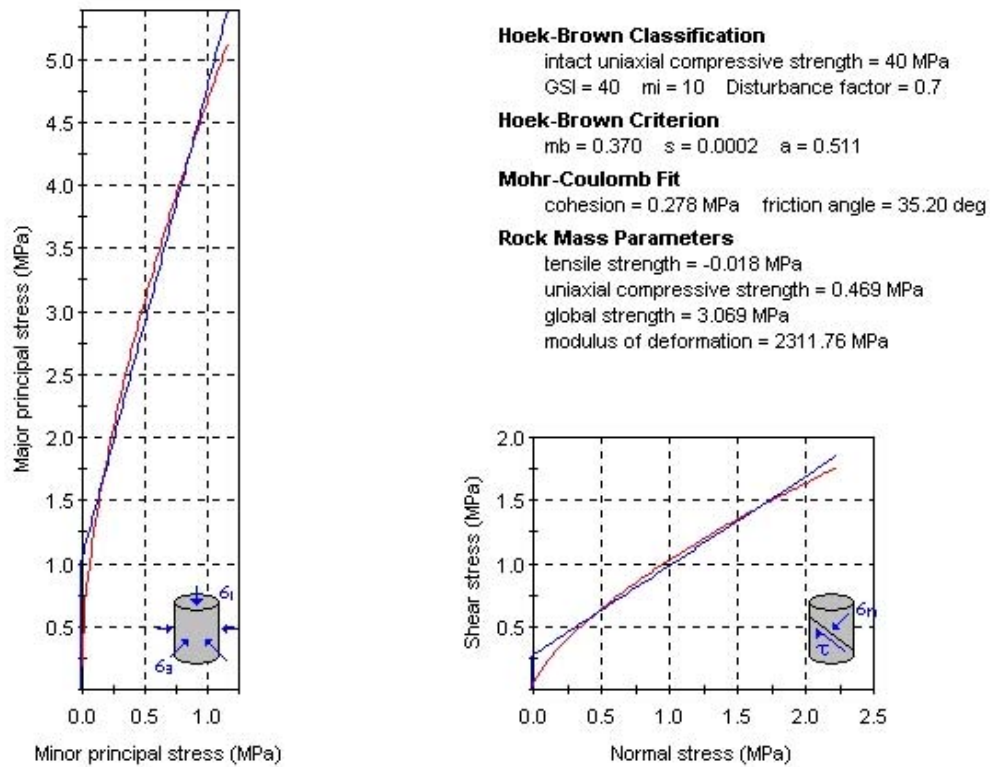 Major principal stress (MPa)
5.0
4.5
4.0
3.5
3.0
2.5
2.0
1.5
1.0
0.5
0.0 0.5 1.0
Minor principal stress (MPa)
σ1
σ3
Hoek-Brown Classification
intact uniaxial compressive strength = 40 MPa
GSI = 40 mi = 10 Disturbance factor = 0.7
Hoek-Brown Criterion
mb = 0.370 s = 0.0002 a = 0.511
Mohr-Coulomb Fit
cohesion = 0.278 MPa friction angle = 35.20 deg
Rock Mass Parameters
tensile strength = -0.018 MPa
uniaxial compressive strength = 0.469 MPa
global strength = 3.069 MPa
modulus of deformation = 2311.76 MPa
Shear stress (MPa)
2.0
1.5
1.0
0.5
0.0 0.5 1.0 1.5 2.0 2.5
Normal stress (MPa)
σn
τ